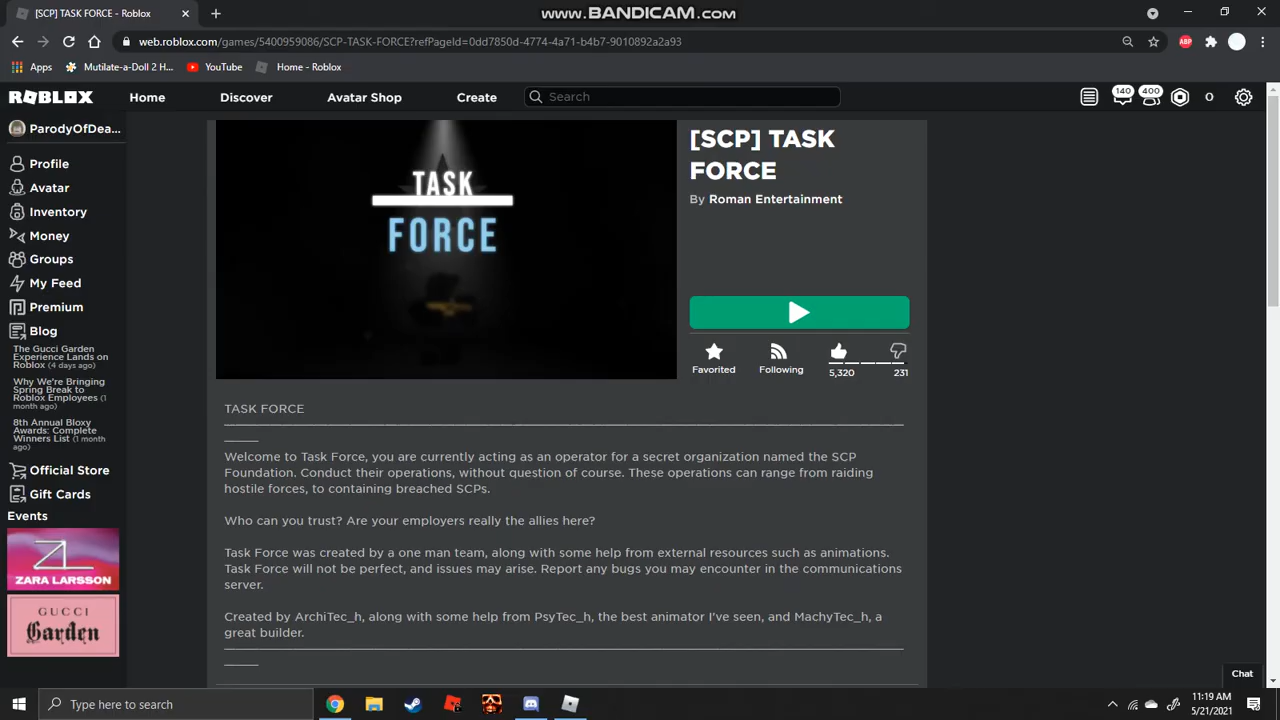 www.BANDICAM.com
[SCP] TASK FORCE - Roblox
web.roblox.com/games/5400959086/SCP-TASK-FORCE?refPageId=0dd7850d-4774-4a71-b4b7-9010892a2a93
ABP
Apps
Mutilate-a-Doll 2 H...
YouTube
Home - Roblox
ROBLOX
Home
Discover
Avatar Shop
Create
Search
140
400
0
ParodyOfDea...
Profile
Avatar
Inventory
Money
Groups
My Feed
Premium
Blog
The Gucci Garden
Experience Lands on
Roblox (4 days ago)
Why We're Bringing
Spring Break to
Roblox Employees (1
month ago)
8th Annual Bloxy
Awards: Complete
Winners List (1 month
ago)
Official Store
Gift Cards
Events
ZARA LARSSON
GUCCI
Garden
TASK
FORCE
[SCP] TASK
FORCE
By Roman Entertainment
Favorited
Following
5,320
231
TASK FORCE
Welcome to Task Force, you are currently acting as an operator for a secret organization named the SCP
Foundation. Conduct their operations, without question of course. These operations can range from raiding
hostile forces, to containing breached SCPs.
Who can you trust? Are your employers really the allies here?
Task Force was created by a one man team, along with some help from external resources such as animations.
Task Force will not be perfect, and issues may arise. Report any bugs you may encounter in the communications
server.
Created by ArchiTec_h, along with some help from PsyTec_h, the best animator I've seen, and MachyTec_h, a
great builder.
Chat
Type here to search
11:19 AM
5/21/2021